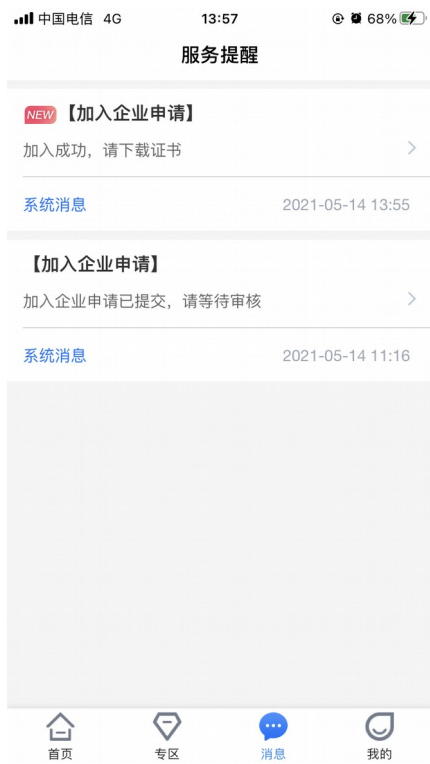 中国电信 4G 13:57 68%
服务提醒
NEW 【加入企业申请】
加入成功，请下载证书
系统消息 2021-05-14 13:55
【加入企业申请】
加入企业申请已提交，请等待审核
系统消息 2021-05-14 11:16
首页 专区 消息 我的